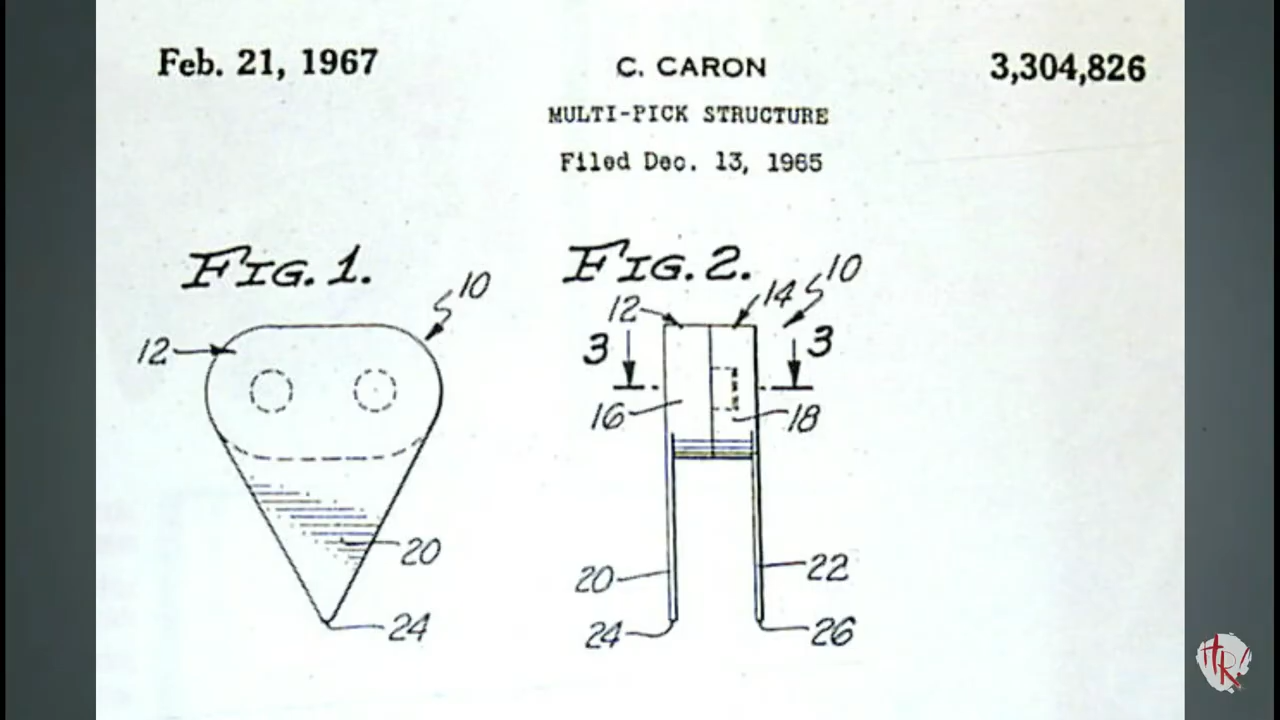 Feb. 21, 1967
C. CARON
3,304,826
MULTI-PICK STRUCTURE
Filed Dec. 13, 1965
FIG. 1.
10
12
20
24
FIG. 2.
12
14
10
3
3
16
18
20
22
24
26
HR!